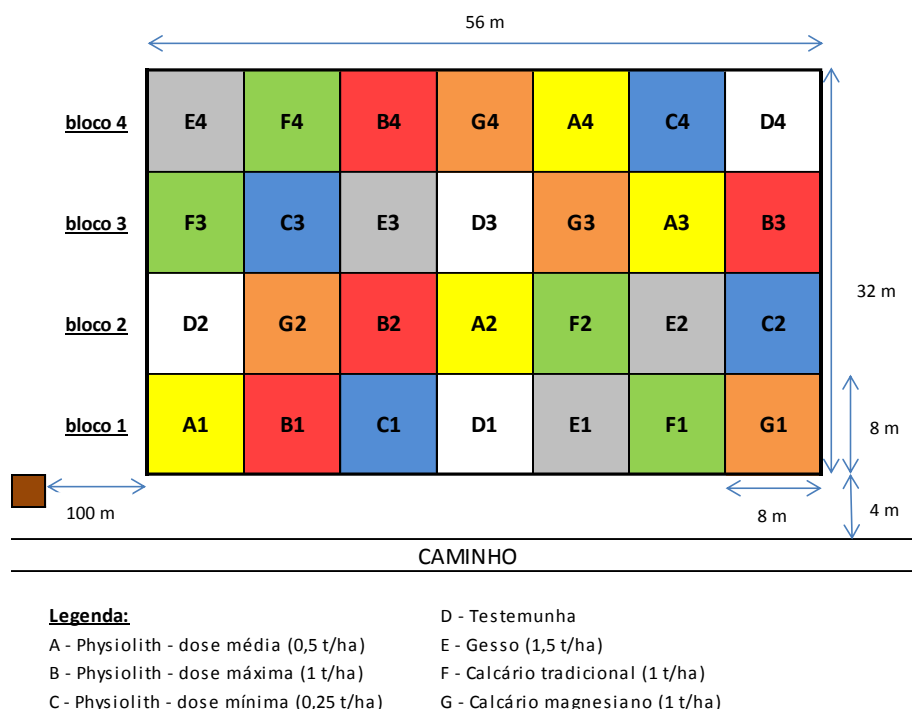 56 m
bloco 4 E4 F4 B4 G4 A4 C4 D4
bloco 3 F3 C3 E3 D3 G3 A3 B3
32 m
bloco 2 D2 G2 B2 A2 F2 E2 C2
bloco 1 A1 B1 C1 D1 E1 F1 G1
8 m
100 m
8 m
4 m
CAMINHO
Legenda:
A - Physiolith - dose média (0,5 t/ha)
B - Physiolith - dose máxima (1 t/ha)
C - Physiolith - dose mínima (0,25 t/ha)
D - Testemunha
E - Gesso (1,5 t/ha)
F - Calcário tradicional (1 t/ha)
G - Calcário magnesiano (1 t/ha)